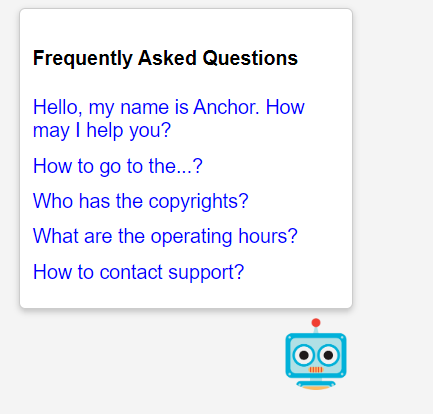 Frequently Asked Questions
Hello, my name is Anchor. How
may I help you?
How to go to the...?
Who has the copyrights?
What are the operating hours?
How to contact support?